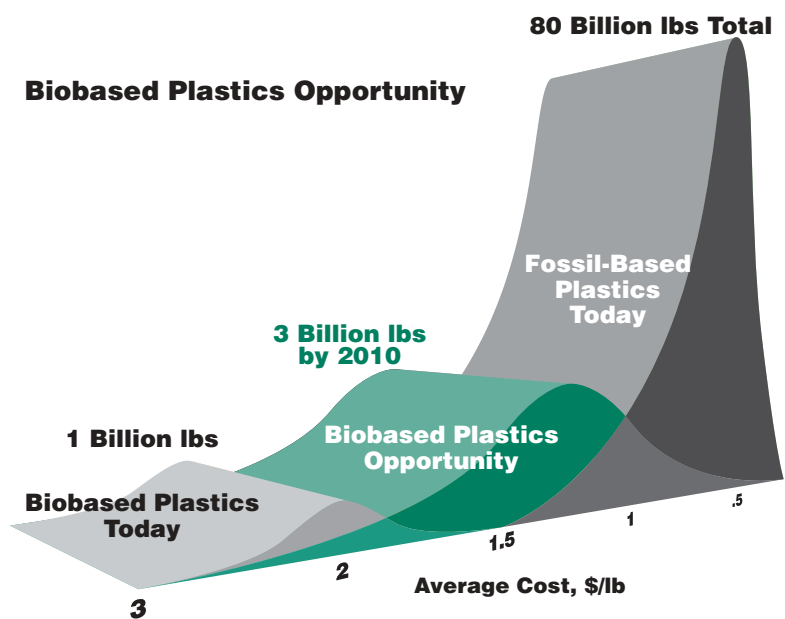 80 Billion lbs Total
Biobased Plastics Opportunity
Fossil-Based
Plastics
Today
3 Billion lbs
by 2010
1 Billion lbs
Biobased Plastics
Opportunity
Biobased Plastics
Today
.5
1
1.5
2
3
Average Cost, $/lb